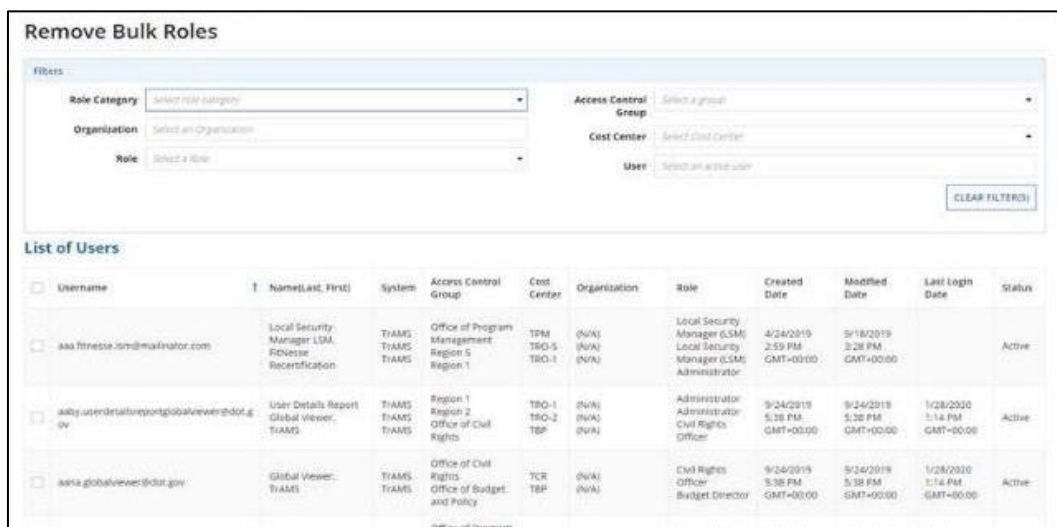 Remove Bulk Roles
Filters
Role Category Select role category
Access Control Group Select a group
Organization Select an Organization
Cost Center Select Cost Center
Role Select a Role
User Select an active user
CLEAR FILTER(S)
List of Users
Username ↑ Name(Last, First) System Access Control Group Cost Center Organization Role Created Date Modified Date Last Login Date Status
aaa.fitnesse.lsm@mailinator.com
Local Security
Manager LSM,
FitNesse
Recertification
TrAMS
TrAMS
TrAMS
Office of Program
Management
Region 5
Region 1
TPM
TRO-5
TRO-1
(N/A)
(N/A)
(N/A)
Local Security
Manager (LSM)
Local Security
Manager (LSM)
Administrator
4/24/2019
2:59 PM
GMT+00:00
9/18/2019
3:28 PM
GMT+00:00
Active
aaby.userdetailsreportglobalviewer@dot.g
ov
User Details Report
Global Viewer,
TrAMS
TrAMS
TrAMS
TrAMS
Region 1
Region 2
Office of Civil
Rights
TRO-1
TRO-2
TBP
(N/A)
(N/A)
(N/A)
Administrator
Administrator
Civil Rights
Officer
9/24/2019
5:38 PM
GMT+00:00
9/24/2019
5:38 PM
GMT+00:00
1/28/2020
1:14 PM
GMT+00:00
Active
aana.globalviewer@dot.gov
Global Viewer,
TrAMS
TrAMS
TrAMS
Office of Civil
Rights
Office of Budget
and Policy
TCR
TBP
(N/A)
(N/A)
Civil Rights
Officer
Budget Director
9/24/2019
5:38 PM
GMT+00:00
9/24/2019
5:38 PM
GMT+00:00
1/28/2020
1:14 PM
GMT+00:00
Active
Office of Program